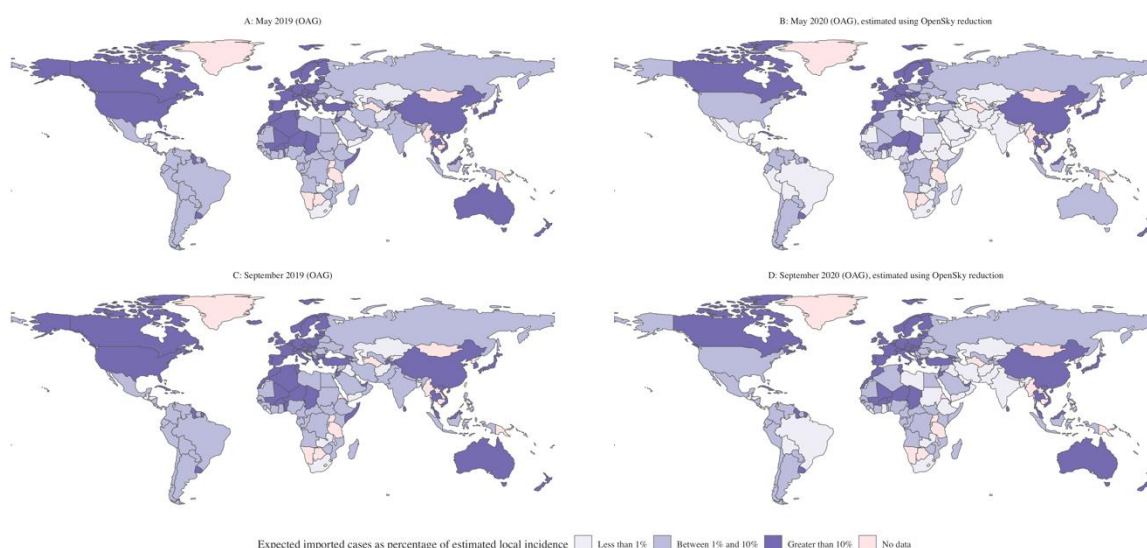 A: May 2019 (OAG)
B: May 2020 (OAG), estimated using OpenSky reduction
C: September 2019 (OAG)
D: September 2020 (OAG), estimated using OpenSky reduction
Expected imported cases as percentage of estimated local incidence Less than 1% Between 1% and 10% Greater than 10% No data